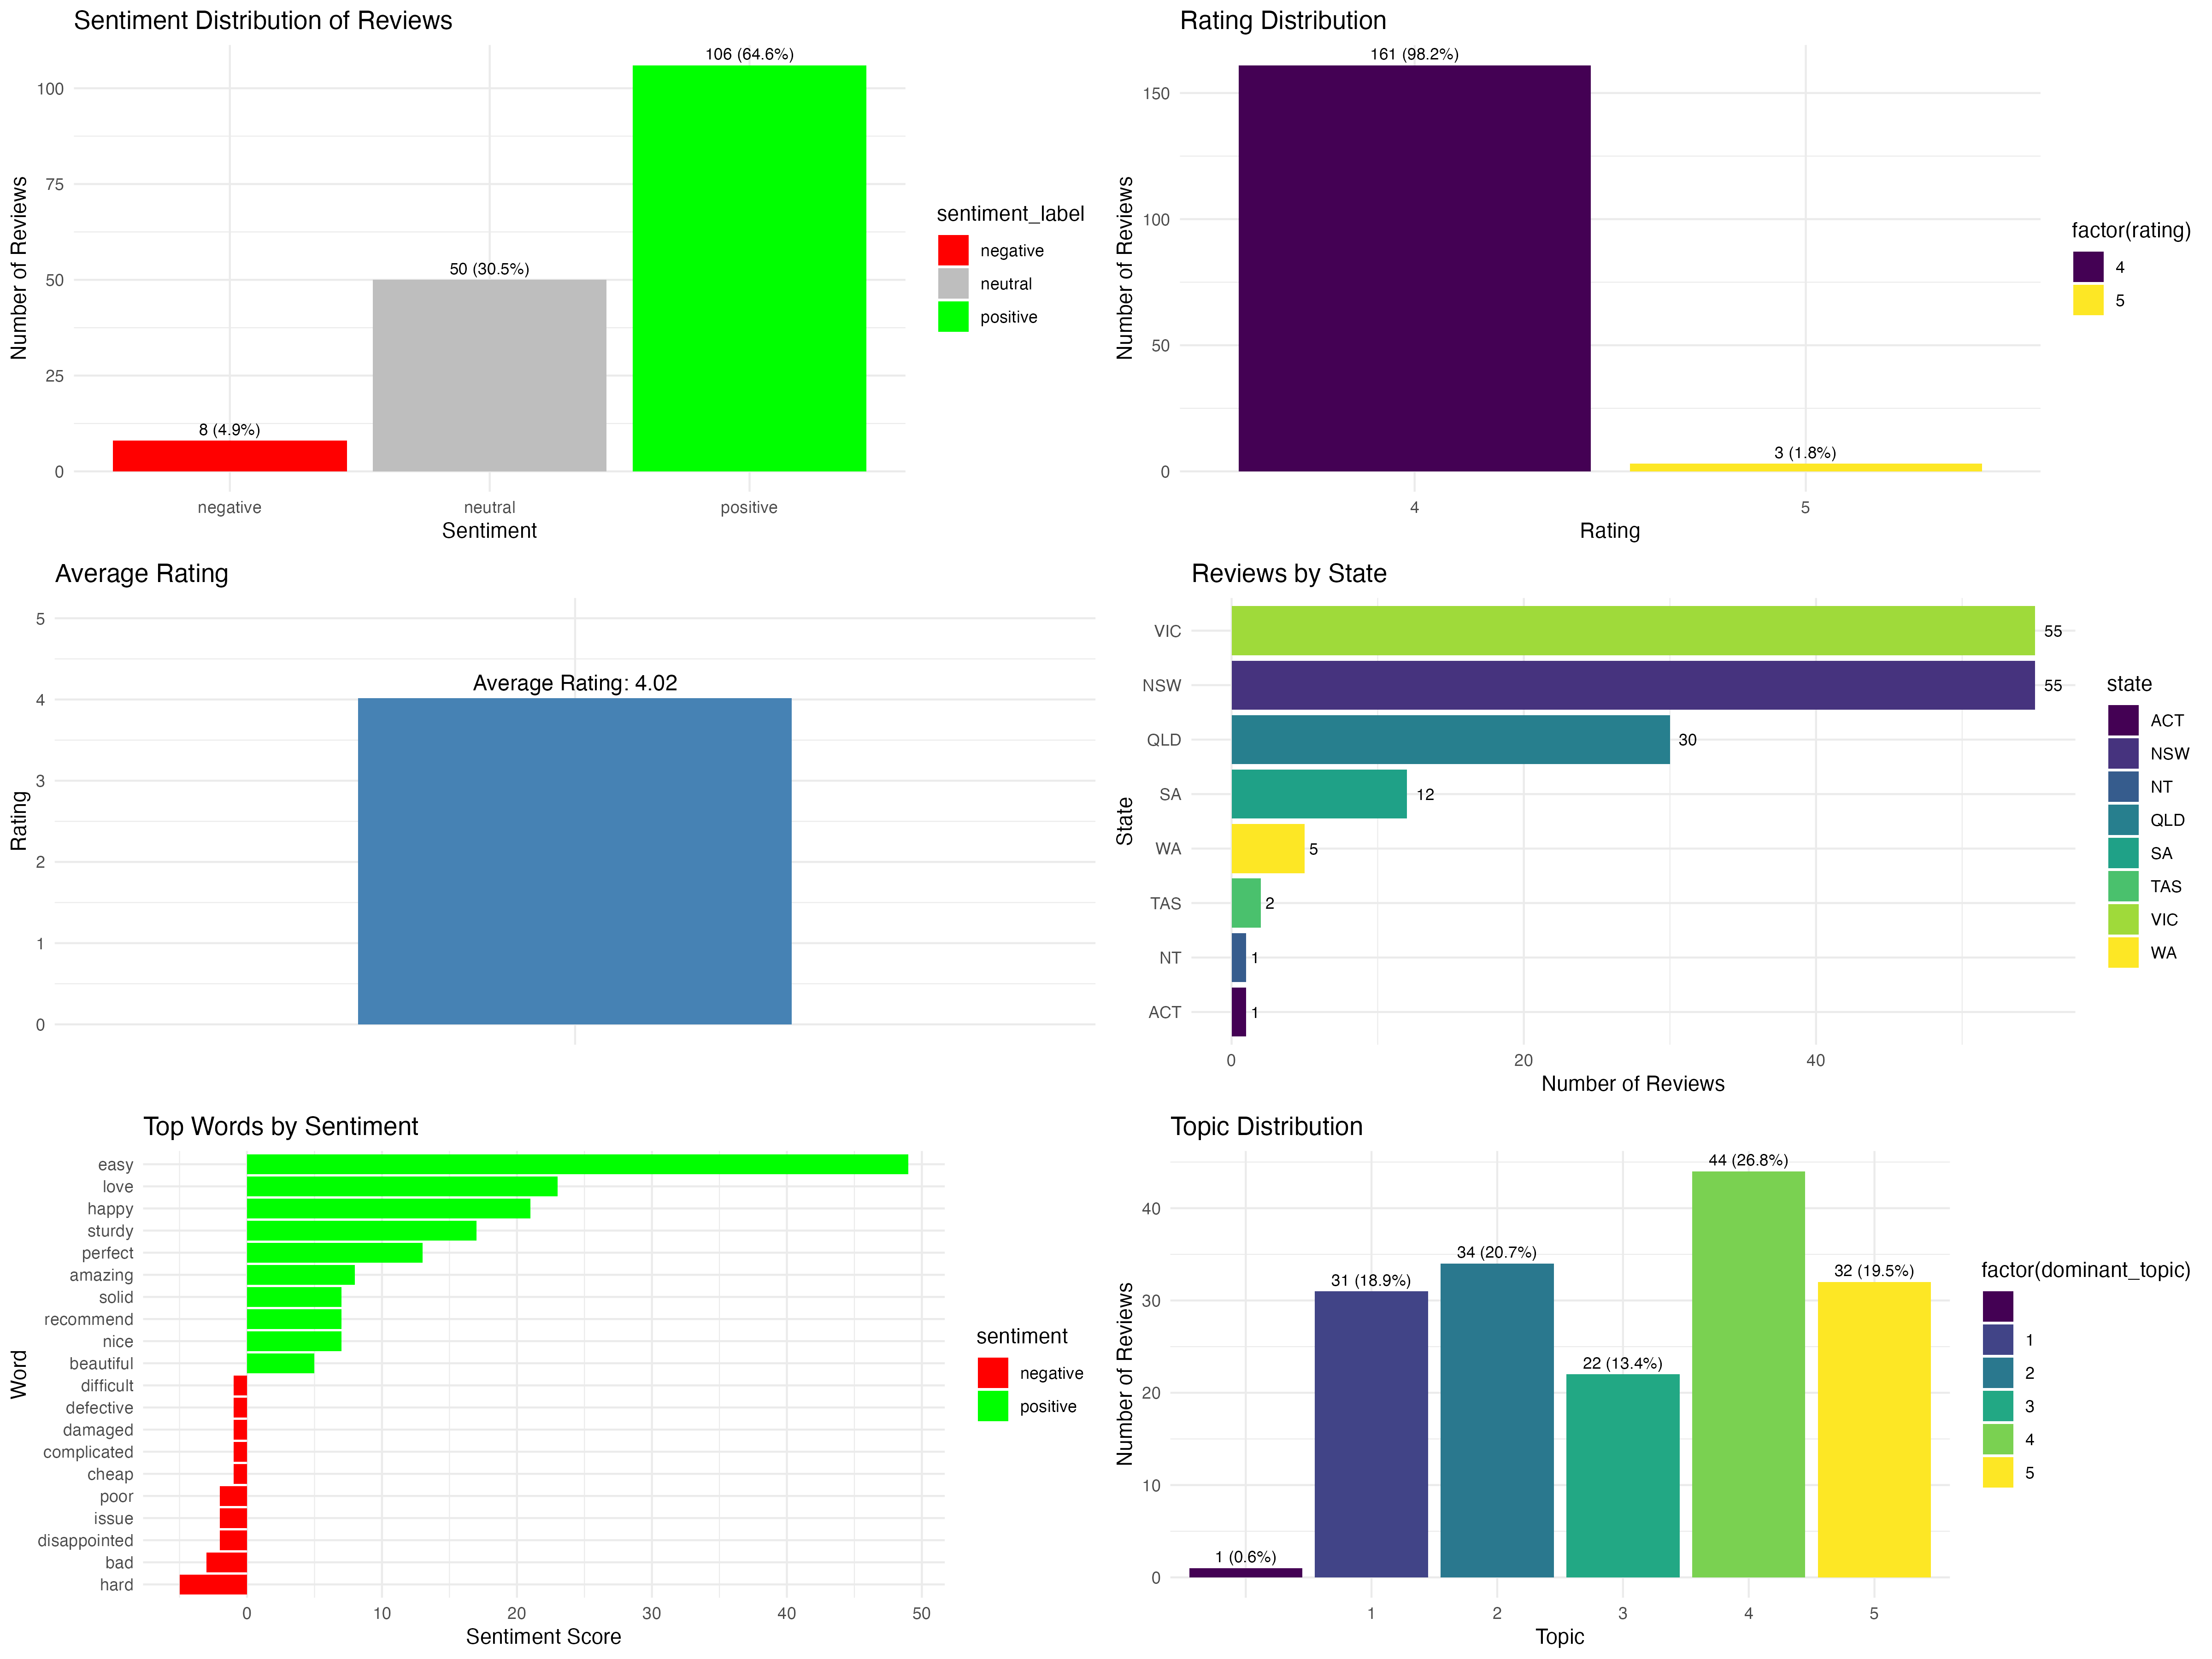 Sentiment Distribution of Reviews
Number of Reviews
100
75
50
25
0
106 (64.6%)
50 (30.5%)
8 (4.9%)
negative
neutral
positive
Sentiment
sentiment_label
negative
neutral
positive
Rating Distribution
Number of Reviews
150
100
50
0
161 (98.2%)
3 (1.8%)
4
5
Rating
factor(rating)
4
5
Average Rating
Rating
5
4
3
2
1
0
Average Rating: 4.02
Reviews by State
State
VIC
55
NSW
55
QLD
30
SA
12
WA
5
TAS
2
NT
1
ACT
1
0
20
40
Number of Reviews
state
ACT
NSW
NT
QLD
SA
TAS
VIC
WA
Top Words by Sentiment
Word
easy
love
happy
sturdy
perfect
amazing
solid
recommend
nice
beautiful
difficult
defective
damaged
complicated
cheap
poor
issue
disappointed
bad
hard
0
10
20
30
40
50
Sentiment Score
sentiment
negative
positive
Topic Distribution
Number of Reviews
40
30
20
10
0
1 (0.6%)
31 (18.9%)
34 (20.7%)
22 (13.4%)
44 (26.8%)
32 (19.5%)
1
2
3
4
5
Topic
factor(dominant_topic)
1
2
3
4
5